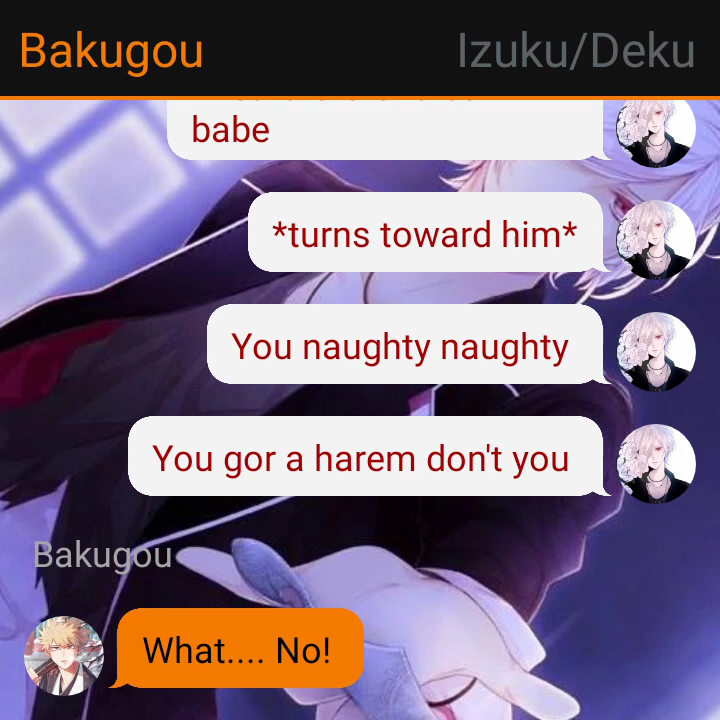 Bakugou Izuku/Deku
babe
*turns toward him*
You naughty naughty
You gor a harem don't you
Bakugou
What.... No!